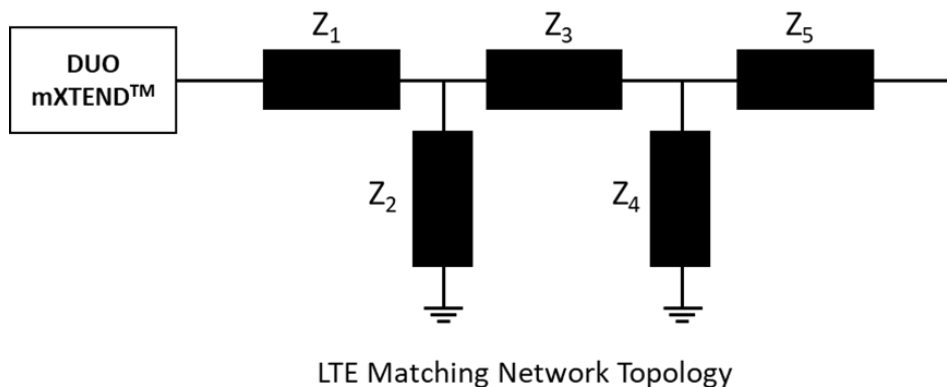 Z1
Z3
Z5
DUO
mXTEND™
Z2
Z4
LTE Matching Network Topology